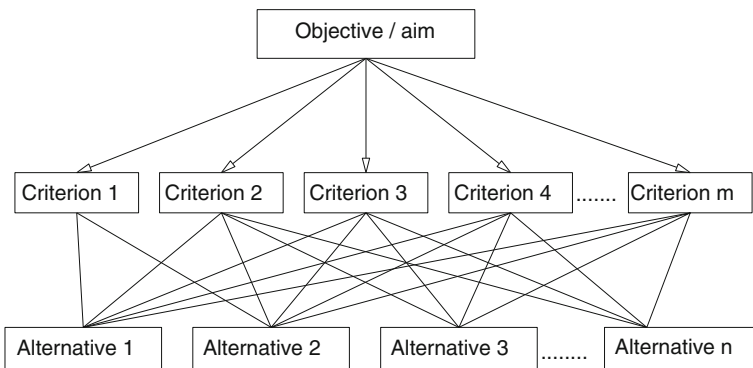 Objective / aim
Criterion 1 Criterion 2 Criterion 3 Criterion 4 ....... Criterion m
Alternative 1 Alternative 2 Alternative 3 ........ Alternative n